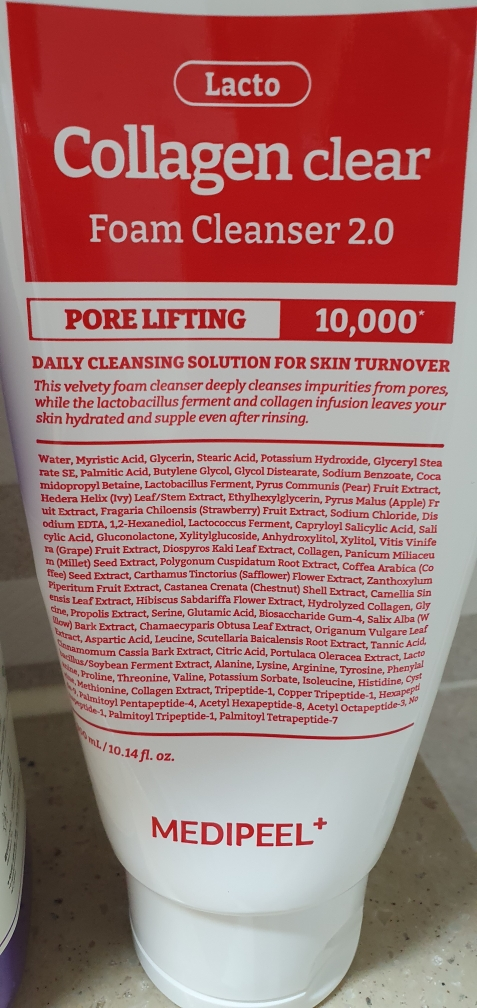 Lacto
Collagen clear
Foam Cleanser 2.0
PORE LIFTING 10,000*
DAILY CLEANSING SOLUTION FOR SKIN TURNOVER
This velvety foam cleanser deeply cleanses impurities from pores,
while the lactobacillus ferment and collagen infusion leaves your
skin hydrated and supple even after rinsing.
Water, Myristic Acid, Glycerin, Stearic Acid, Potassium Hydroxide, Glyceryl Stea
rate SE, Palmitic Acid, Butylene Glycol, Glycol Distearate, Sodium Benzoate, Coca
midopropyl Betaine, Lactobacillus Ferment, Pyrus Communis (Pear) Fruit Extract,
Hedera Helix (Ivy) Leaf/Stem Extract, Ethylhexylglycerin, Pyrus Malus (Apple) Fr
uit Extract, Fragaria Chiloensis (Strawberry) Fruit Extract, Sodium Chloride, Dis
odium EDTA, 1,2-Hexanediol, Lactococcus Ferment, Capryloyl Salicylic Acid, Sali
cylic Acid, Gluconolactone, Xylitylglucoside, Anhydroxylitol, Xylitol, Vitis Vinife
ra (Grape) Fruit Extract, Diospyros Kaki Leaf Extract, Collagen, Panicum Miliaceu
m (Millet) Seed Extract, Polygonum Cuspidatum Root Extract, Coffea Arabica (Co
ffee) Seed Extract, Carthamus Tinctorius (Safflower) Flower Extract, Zanthoxylum
Piperitum Fruit Extract, Castanea Crenata (Chestnut) Shell Extract, Camellia Sin
ensis Leaf Extract, Hibiscus Sabdariffa Flower Extract, Hydrolyzed Collagen, Gly
cine, Propolis Extract, Serine, Glutamic Acid, Biosaccharide Gum-4, Salix Alba (W
illow) Bark Extract, Chamaecyparis Obtusa Leaf Extract, Origanum Vulgare Leaf
Extract, Aspartic Acid, Leucine, Scutellaria Baicalensis Root Extract, Tannic Acid,
Cinnamomum Cassia Bark Extract, Citric Acid, Portulaca Oleracea Extract, Lacto
bacillus/Soybean Ferment Extract, Alanine, Lysine, Arginine, Tyrosine, Phenylal
Proline, Threonine, Valine, Potassium Sorbate, Isoleucine, Histidine, Cyst
Methionine, Collagen Extract, Tripeptide-1, Copper Tripeptide-1, Hexapepti
Palmitoyl Pentapeptide-4, Acetyl Hexapeptide-8, Acetyl Octapeptide-3, No
Palmitoyl Tripeptide-1, Palmitoyl Tetrapeptide-7
ml. / 10.14 fl. oz.
MEDIPEEL+